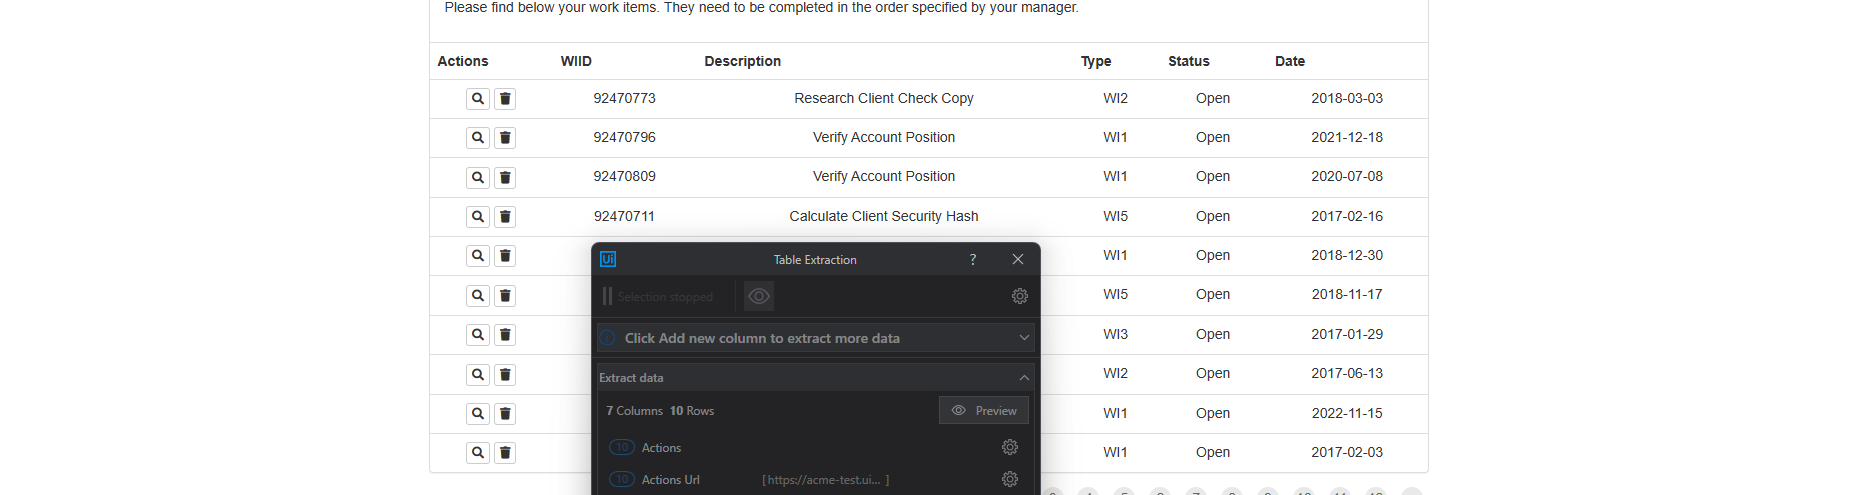 Please find below your work items. They need to be completed in the order specified by your manager.
Actions WIID Description Type Status Date
92470773 Research Client Check Copy WI2 Open 2018-03-03
92470796 Verify Account Position WI1 Open 2021-12-18
92470809 Verify Account Position WI1 Open 2020-07-08
92470711 Calculate Client Security Hash WI5 Open 2017-02-16
WI1 Open 2018-12-30
WI5 Open 2018-11-17
WI3 Open 2017-01-29
WI2 Open 2017-06-13
WI1 Open 2022-11-15
WI1 Open 2017-02-03
Ui Table Extraction ?
Selection stopped
Click Add new column to extract more data
Extract data
7 Columns 10 Rows Preview
10 Actions
10 Actions Url [ https://acme-test.ui... ]